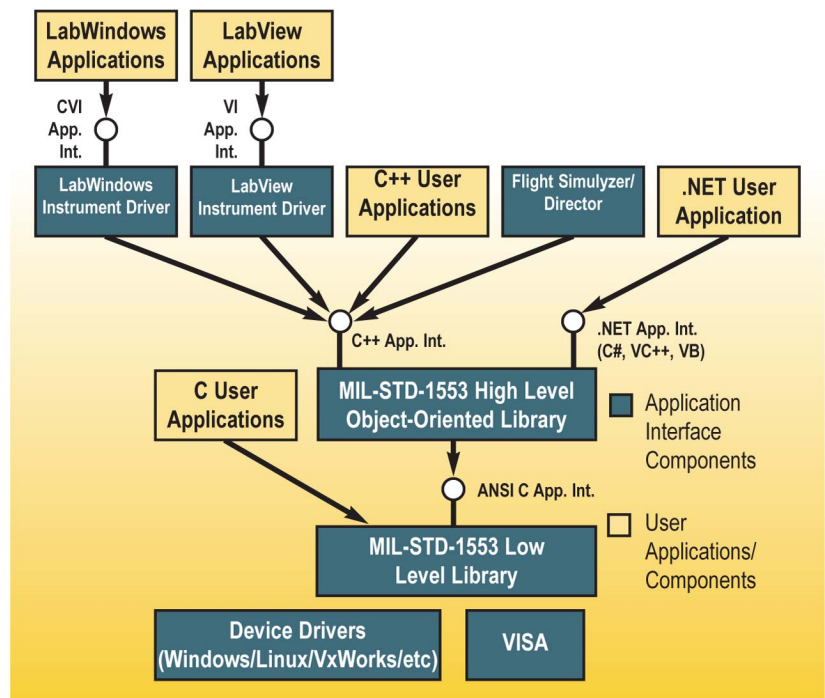 LabWindows
Applications
LabView
Applications
CVI
App.
Int.
VI
App.
Int.
LabWindows
Instrument Driver
LabView
Instrument Driver
C++ User
Applications
Flight Simulyzer/
Director
.NET User
Application
C++ App. Int.
.NET App. Int.
(C#, VC++, VB)
C User
Applications
MIL-STD-1553 High Level
Object-Oriented Library
Application
Interface
Components
ANSI C App. Int.
User
Applications/
Components
MIL-STD-1553 Low
Level Library
Device Drivers
(Windows/Linux/VxWorks/etc)
VISA